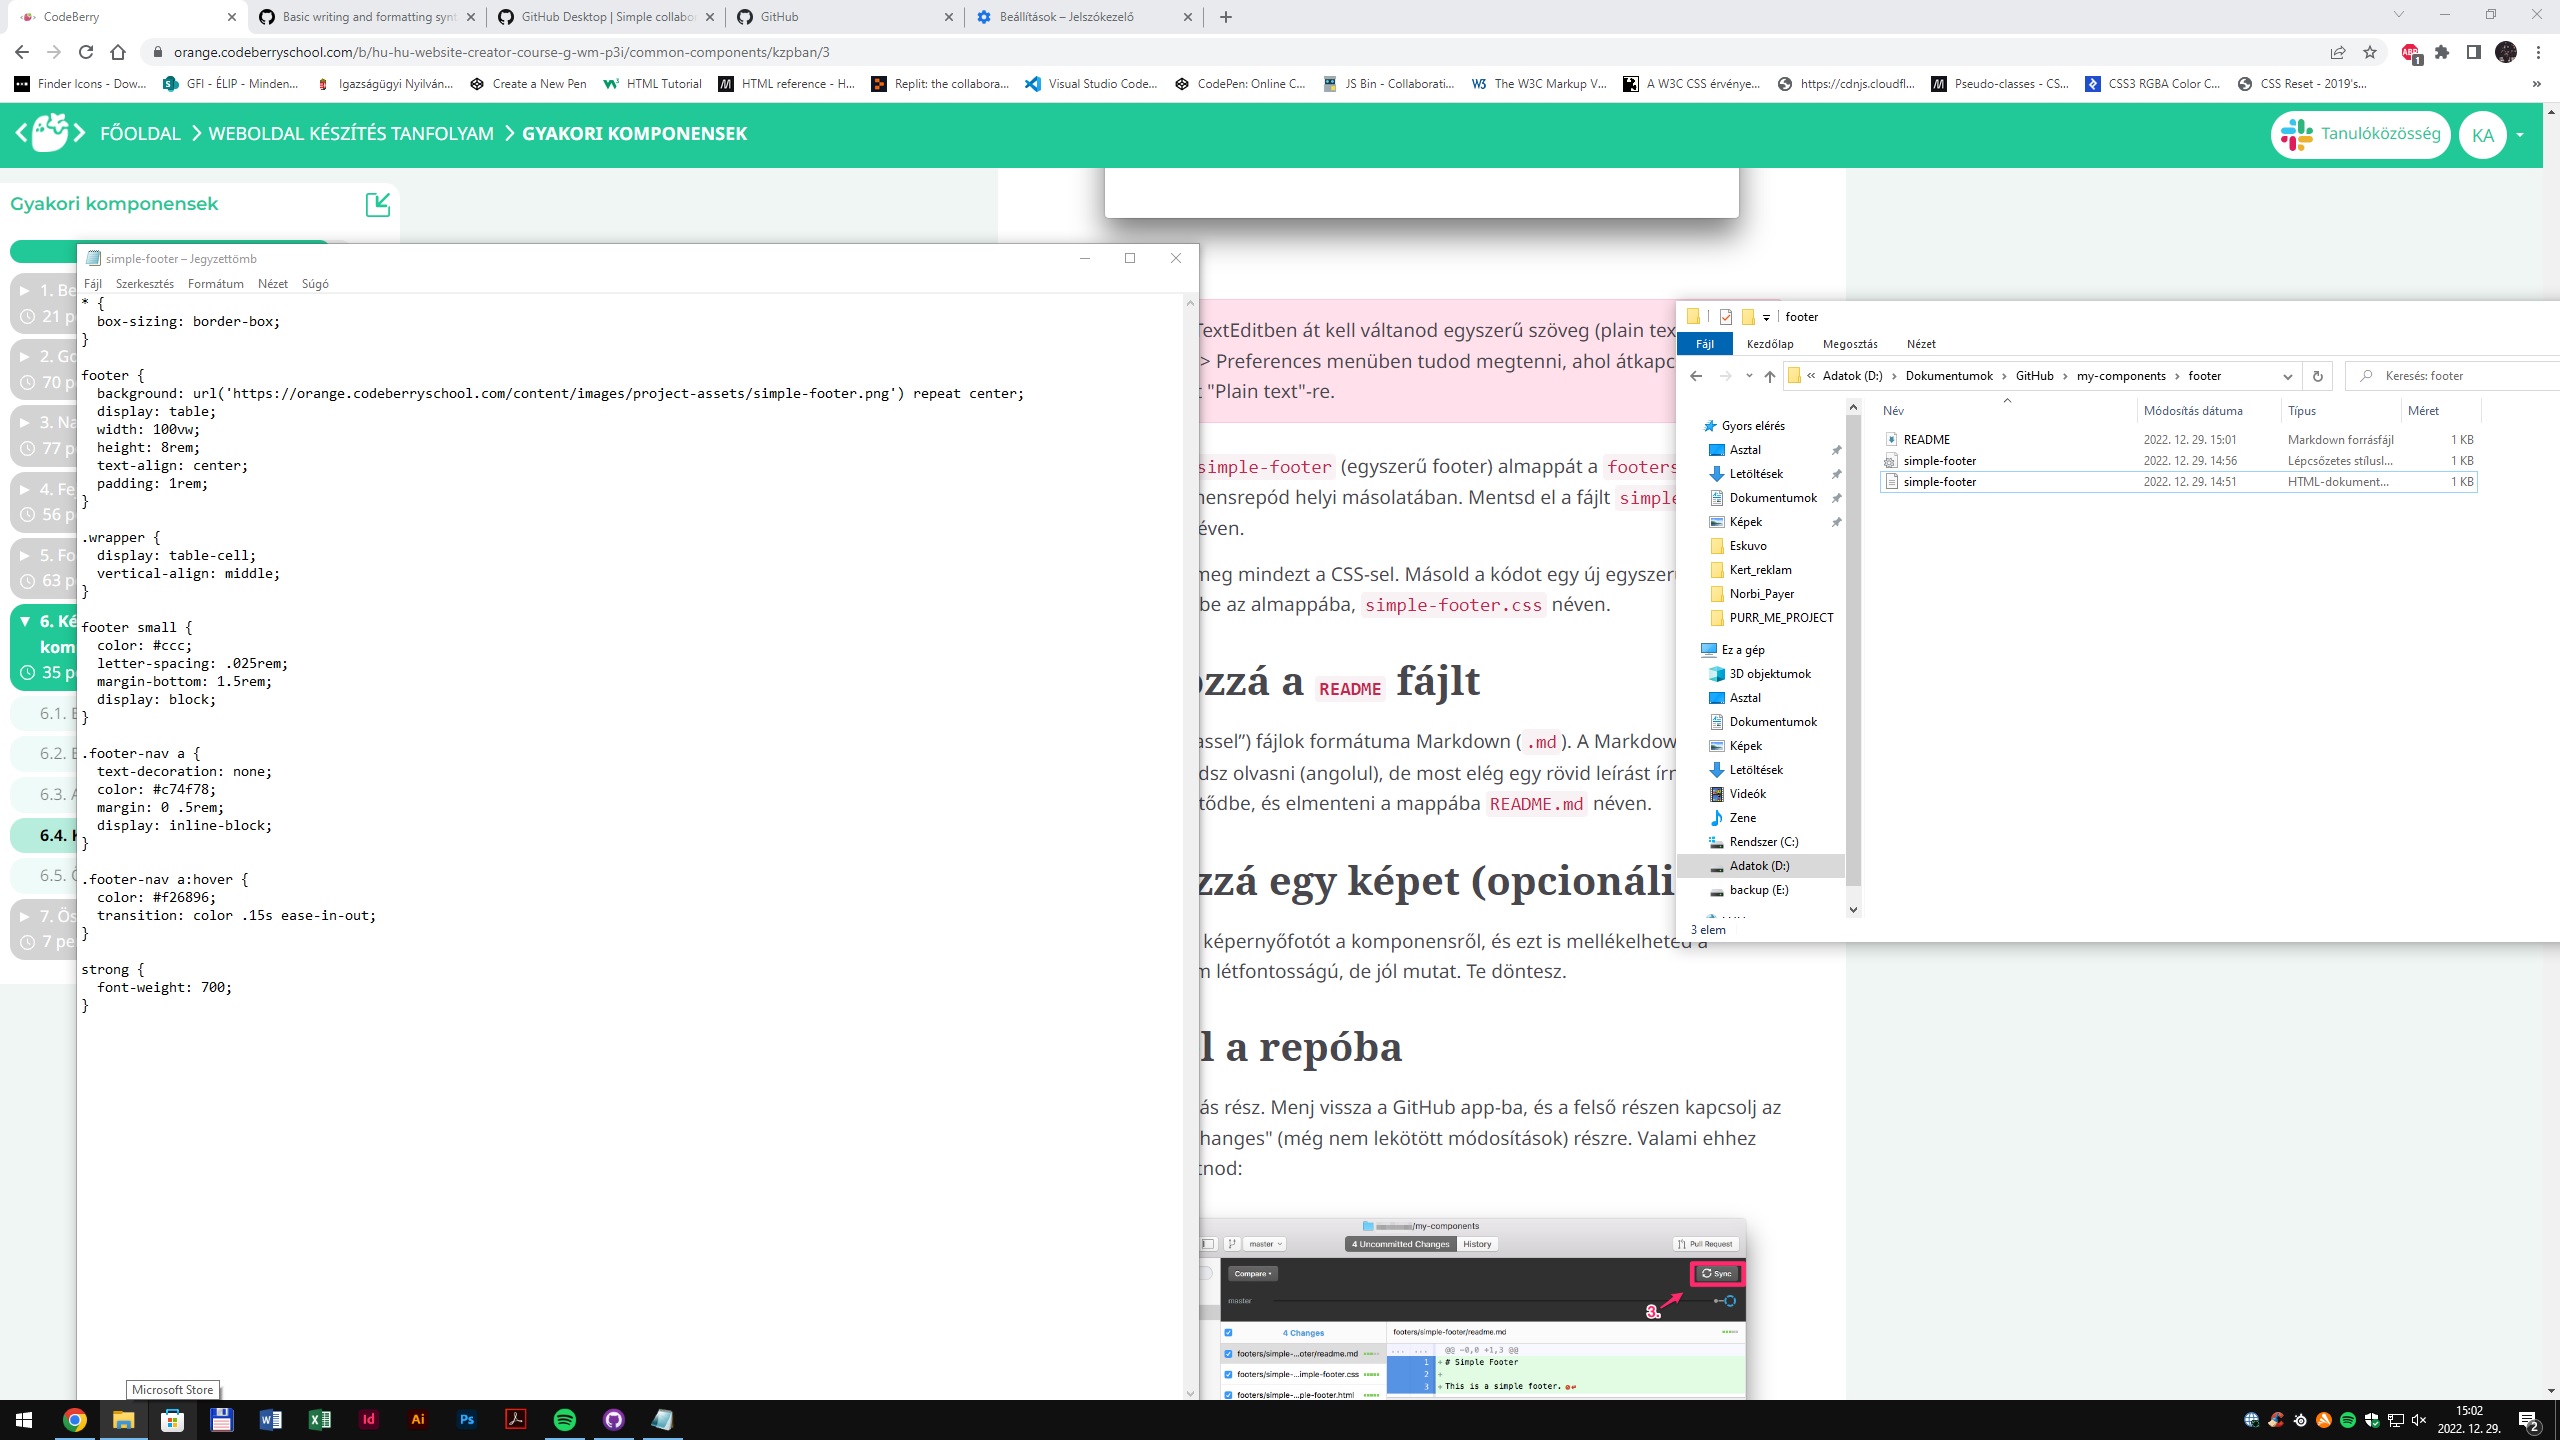 CodeBerry
Basic writing and formatting synt
GitHub Desktop | Simple collabo
GitHub
Beállítások – Jelszókezelő
orange.codeberryschool.com/b/hu-hu-website-creator-course-g-wm-p3i/common-components/kzpban/3
Finder Icons - Dow...
GFI - ÉLIP - Minden...
Igazságügyi Nyilván...
Create a New Pen
HTML Tutorial
HTML reference - H...
Replit: the collabora...
Visual Studio Code...
CodePen: Online C...
JS Bin - Collaborati...
The W3C Markup V...
A W3C CSS érvénye...
https://cdnjs.cloudfl...
Pseudo-classes - CS...
CSS3 RGBA Color C...
CSS Reset - 2019's...
FŐOLDAL
WEBOLDAL KÉSZÍTÉS TANFOLYAM
GYAKORI KOMPONENSEK
Tanulóközösség
KA
Gyakori komponensek
1. Be
21 p
2. Go
70 p
3. Na
77 p
4. Fej
56 p
5. Fo
63 p
6. Ké
kom
35 p
6.1. E
6.2. E
6.3. A
6.4. K
6.5. Ö
7. Ös
7 pe
simple-footer – Jegyzettömb
Fájl Szerkesztés Formátum Nézet Súgó
* {
box-sizing: border-box;
}
footer {
background: url('https://orange.codeberryschool.com/content/images/project-assets/simple-footer.png') repeat center;
display: table;
width: 100vw;
height: 8rem;
text-align: center;
padding: 1rem;
}
.wrapper {
display: table-cell;
vertical-align: middle;
}
footer small {
color: #ccc;
letter-spacing: .025rem;
margin-bottom: 1.5rem;
display: block;
}
.footer-nav a {
text-decoration: none;
color: #c74f78;
margin: 0 .5rem;
display: inline-block;
}
.footer-nav a:hover {
color: #f26896;
transition: color .15s ease-in-out;
}
strong {
font-weight: 700;
}
TextEditben át kell váltanod egyszerű szöveg (plain tex
> Preferences menüben tudod megtenni, ahol átkapc
t "Plain text"-re.
simple-footer (egyszerű footer) almappát a footers
nensrepód helyi másolatában. Mentsd el a fájlt simple
éven.
meg mindezt a CSS-sel. Másold a kódot egy új egyszerű
be az almappába, simple-footer.css néven.
ozzá a README fájlt
assel”) fájlok formátuma Markdown (.md). A Markdow
dsz olvasni (angolul), de most elég egy rövid leírást írn
tődbe, és elmenteni a mappába README.md néven.
zzá egy képet (opcionáli
képernyőfotót a komponensről, és ezt is mellékelheted a
m létfontosságú, de jól mutat. Te döntesz.
l a repóba
ás rész. Menj vissza a GitHub app-ba, és a felső részen kapcsolj az
hanges" (még nem lekötött módosítások) részre. Valami ehhez
tnod:
/my-components
master
4 Uncommitted Changes
History
Pull Request
Compare
Sync
master
3.
4 Changes
footers/simple-footer/readme.md
footers/simple-...oter/readme.md
footers/simple-...imple-footer.css
footers/simple-...ple-footer.html
@@ -0,0 +1,3 @@
1 +# Simple Footer
2 +
3 +This is a simple footer.
footer
Fájl Kezdőlap Megosztás Nézet
« Adatok (D:) › Dokumentumok › GitHub › my-components › footer
Keresés: footer
Név Módosítás dátuma Típus Méret
README 2022. 12. 29. 15:01 Markdown forrásfájl 1 KB
simple-footer 2022. 12. 29. 14:56 Lépcsőzetes stílusl... 1 KB
simple-footer 2022. 12. 29. 14:51 HTML-dokument... 1 KB
Gyors elérés
Asztal
Letöltések
Dokumentumok
Képek
Eskuvo
Kert_reklam
Norbi_Payer
PURR_ME_PROJECT
Ez a gép
3D objektumok
Asztal
Dokumentumok
Képek
Letöltések
Videók
Zene
Rendszer (C:)
Adatok (D:)
backup (E:)
3 elem
Microsoft Store
15:02
2022. 12. 29.
2